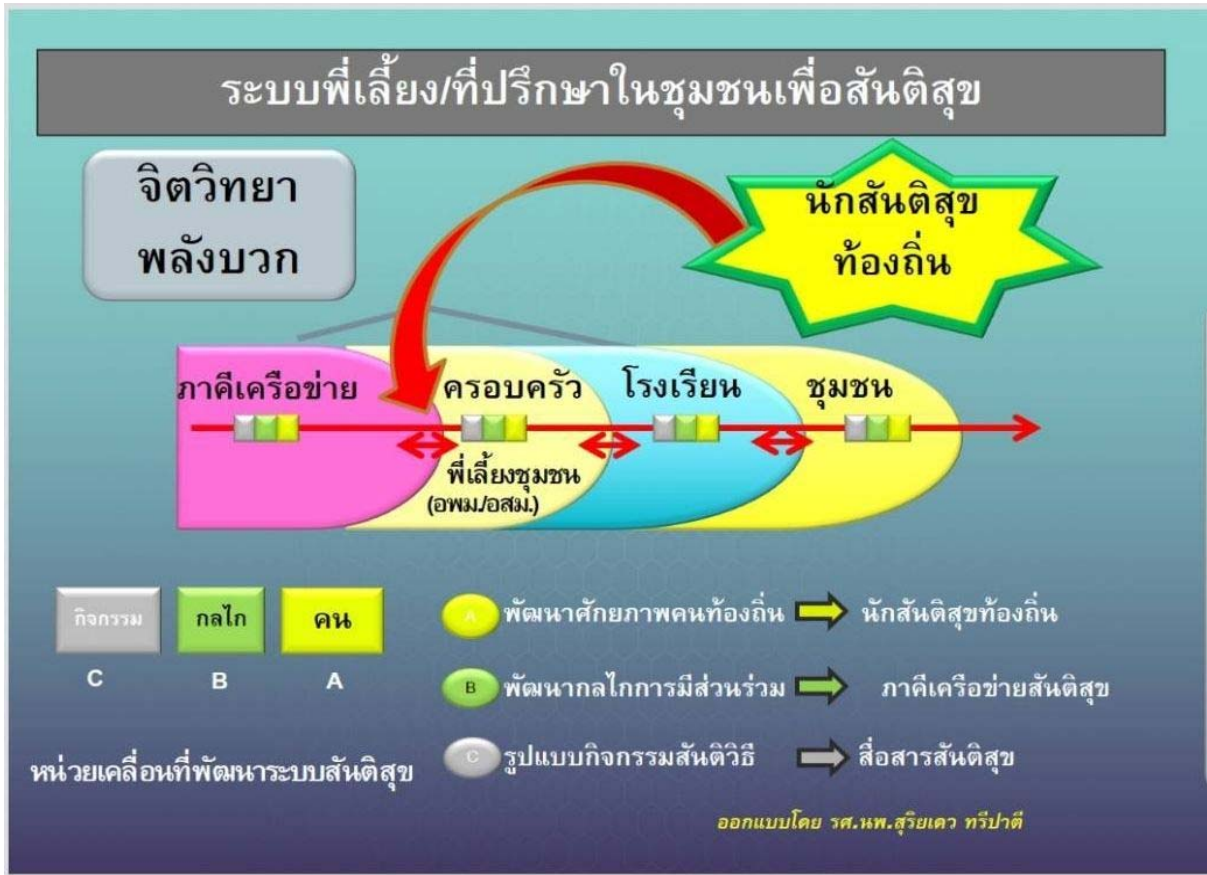 ระบบพี่เลี้ยง/ที่ปรึกษาในชุมชนเพื่อสันติสุข
จิตวิทยา
พลังบวก
นักสันติสุข
ท้องถิ่น
ภาคีเครือข่าย
ครอบครัว
โรงเรียน
ชุมชน
พี่เลี้ยงชุมชน
(อพม./อสม.)
กิจกรรม
กลไก
คน
C
B
A
หน่วยเคลื่อนที่พัฒนาระบบสันติสุข
A พัฒนาศักยภาพคนท้องถิ่น นักสันติสุขท้องถิ่น
B พัฒนากลไกการมีส่วนร่วม ภาคีเครือข่ายสันติสุข
C รูปแบบกิจกรรมสันติวิธี สื่อสารสันติสุข
ออกแบบโดย รศ.นพ.สุริยเดว ทรีปาตี